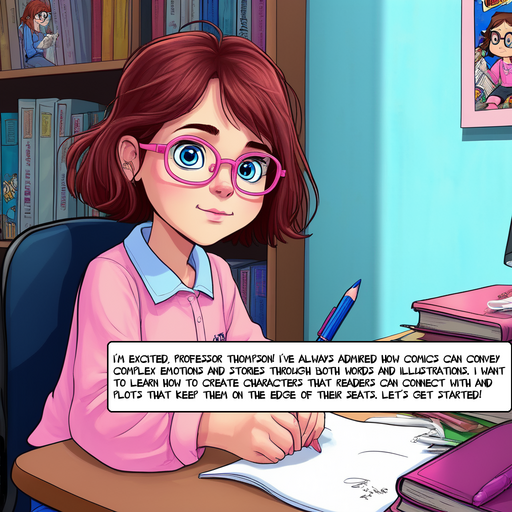 I'M EXCITED, PROFESSOR THOMPSON! I'VE ALWAYS ADMIRED HOW COMICS CAN CONVEY
COMPLEX EMOTIONS AND STORIES THROUGH BOTH WORDS AND ILLUSTRATIONS. I WANT
TO LEARN HOW TO CREATE CHARACTERS THAT READERS CAN CONNECT WITH AND
PLOTS THAT KEEP THEM ON THE EDGE OF THEIR SEATS. LET'S GET STARTED!